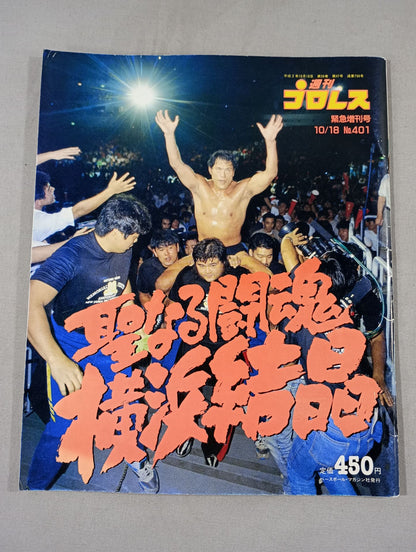 週刊
プロレス
緊急増刊号
10/18 No.401
聖なる闘魂
横浜結晶
定価450円
ベースボール・マガジン社発行